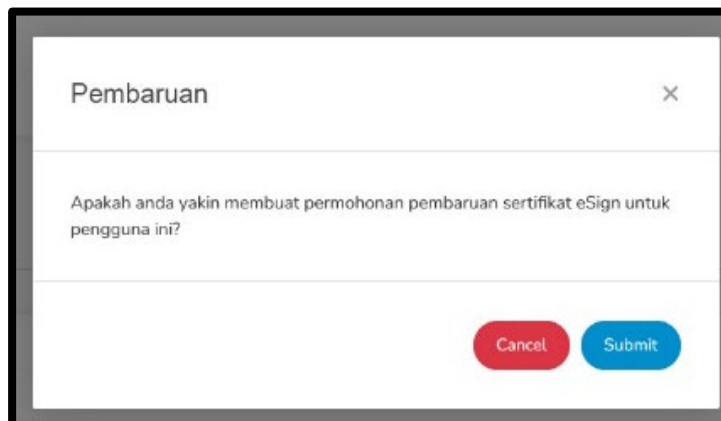 Pembaruan
×
Apakah anda yakin membuat permohonan pembaruan sertifikat eSign untuk
pengguna ini?
Cancel
Submit